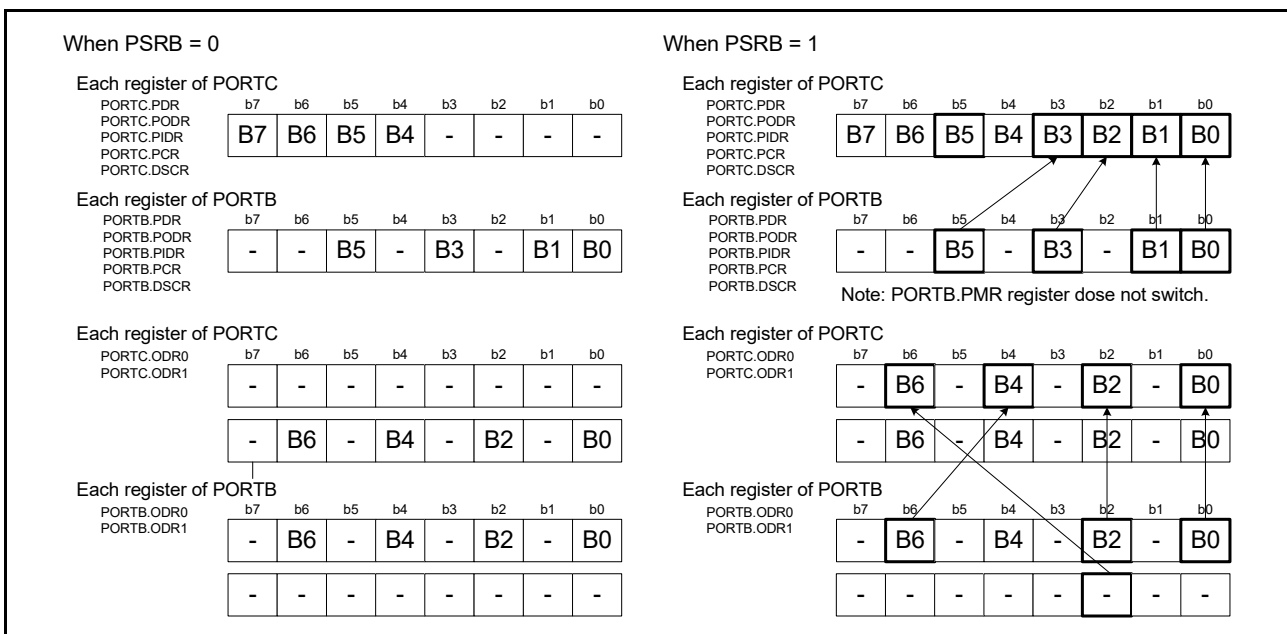 When PSRB = 0
Each register of PORTC
PORTC.PDR
PORTC.PODR
PORTC.PIDR
PORTC.PCR
PORTC.DSCR
b7 b6 b5 b4 b3 b2 b1 b0
B7 B6 B5 B4 - - - -
Each register of PORTB
PORTB.PDR
PORTB.PODR
PORTB.PIDR
PORTB.PCR
PORTB.DSCR
b7 b6 b5 b4 b3 b2 b1 b0
- - B5 - B3 - B1 B0
Each register of PORTC
PORTC.ODR0
PORTC.ODR1
b7 b6 b5 b4 b3 b2 b1 b0
- - - - - - - -
- B6 - B4 - B2 - B0
Each register of PORTB
PORTB.ODR0
PORTB.ODR1
b7 b6 b5 b4 b3 b2 b1 b0
- B6 - B4 - B2 - B0
- - - - - - - -
When PSRB = 1
Each register of PORTC
PORTC.PDR
PORTC.PODR
PORTC.PIDR
PORTC.PCR
PORTC.DSCR
b7 b6 b5 b4 b3 b2 b1 b0
B7 B6 B5 B4 B3 B2 B1 B0
Each register of PORTB
PORTB.PDR
PORTB.PODR
PORTB.PIDR
PORTB.PCR
PORTB.DSCR
b7 b6 b5 b4 b3 b2 b1 b0
- - B5 - B3 - B1 B0
Note: PORTB.PMR register dose not switch.
Each register of PORTC
PORTC.ODR0
PORTC.ODR1
b7 b6 b5 b4 b3 b2 b1 b0
- B6 - B4 - B2 - B0
- B6 - B4 - B2 - B0
Each register of PORTB
PORTB.ODR0
PORTB.ODR1
b7 b6 b5 b4 b3 b2 b1 b0
- B6 - B4 - B2 - B0
- - - - - - - -